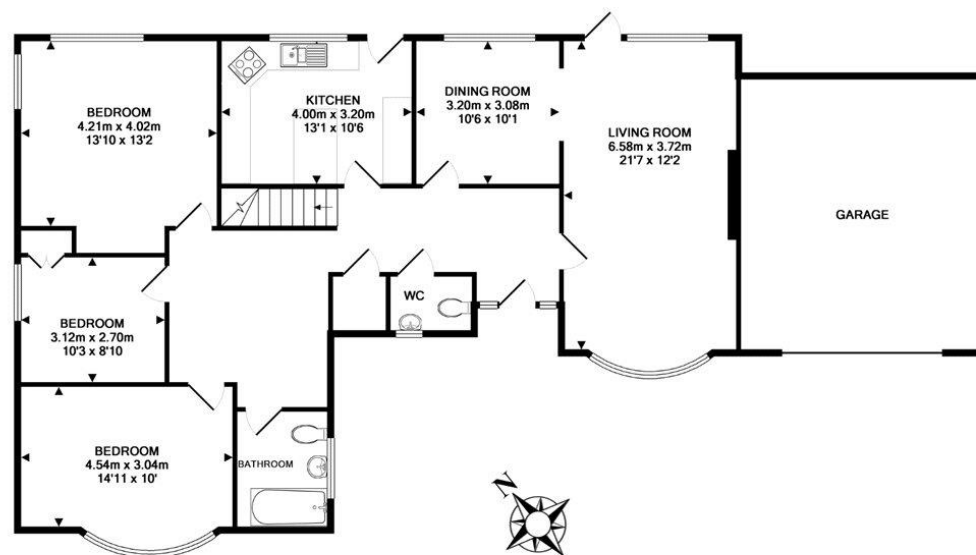 BEDROOM
4.21m x 4.02m
13'10 x 13'2
KITCHEN
4.00m x 3.20m
13'1 x 10'6
DINING ROOM
3.20m x 3.08m
10'6 x 10'1
LIVING ROOM
6.58m x 3.72m
21'7 x 12'2
GARAGE
WC
BEDROOM
3.12m x 2.70m
10'3 x 8'10
BEDROOM
4.54m x 3.04m
14'11 x 10'
BATHROOM
N